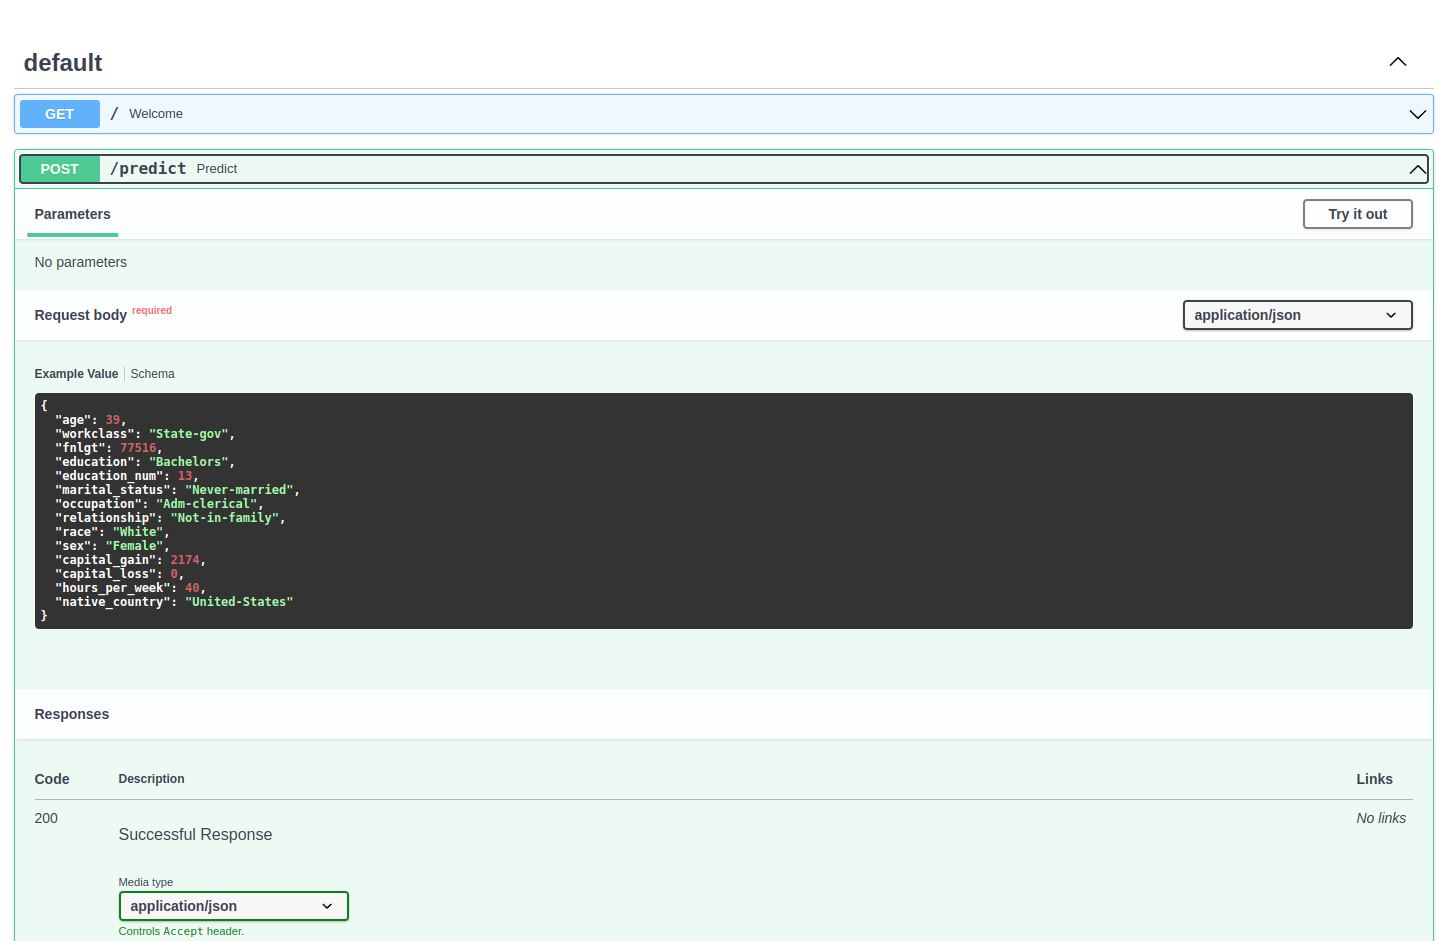 default
GET / Welcome
POST /predict Predict
Parameters
Try it out
No parameters
Request body required
application/json
Example Value Schema
{
  "age": 39,
  "workclass": "State-gov",
  "fnlgt": 77516,
  "education": "Bachelors",
  "education_num": 13,
  "marital_status": "Never-married",
  "occupation": "Adm-clerical",
  "relationship": "Not-in-family",
  "race": "White",
  "sex": "Female",
  "capital_gain": 2174,
  "capital_loss": 0,
  "hours_per_week": 40,
  "native_country": "United-States"
}
Responses
Code Description Links
200
Successful Response
No links
Media type
application/json
Controls Accept header.